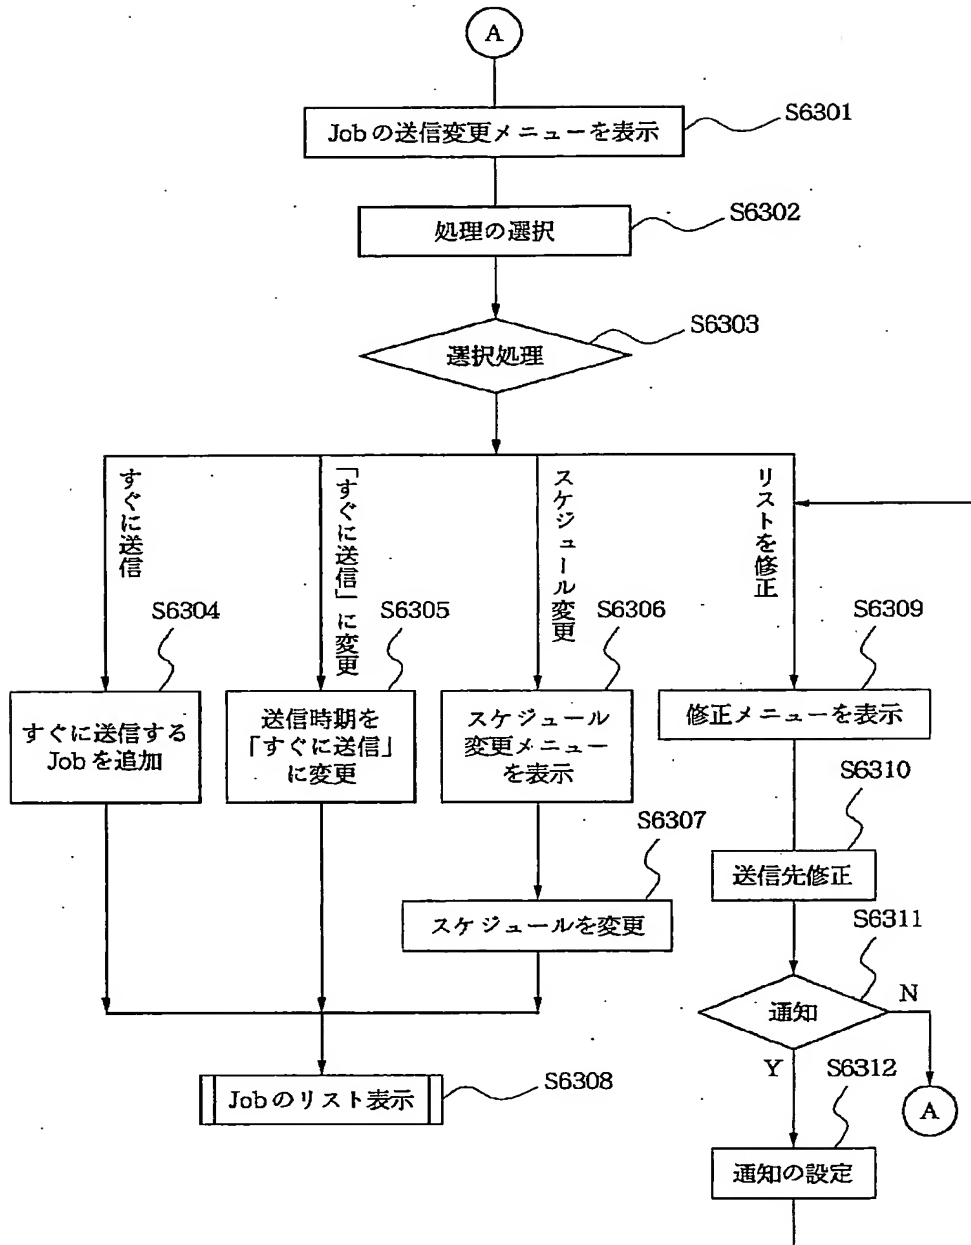 A
Jobの送信変更メニューを表示
S6301
処理の選択
S6302
選択処理
S6303
すぐに送信
「すぐに送信」に変更
スケジュール変更
リストを修正
S6304
すぐに送信する
Jobを追加
S6305
送信時期を
「すぐに送信」
に変更
S6306
スケジュール
変更メニュー
を表示
S6307
スケジュールを変更
S6308
Jobのリスト表示
S6309
修正メニューを表示
S6310
送信先修正
S6311
通知
N
Y
A
S6312
通知の設定